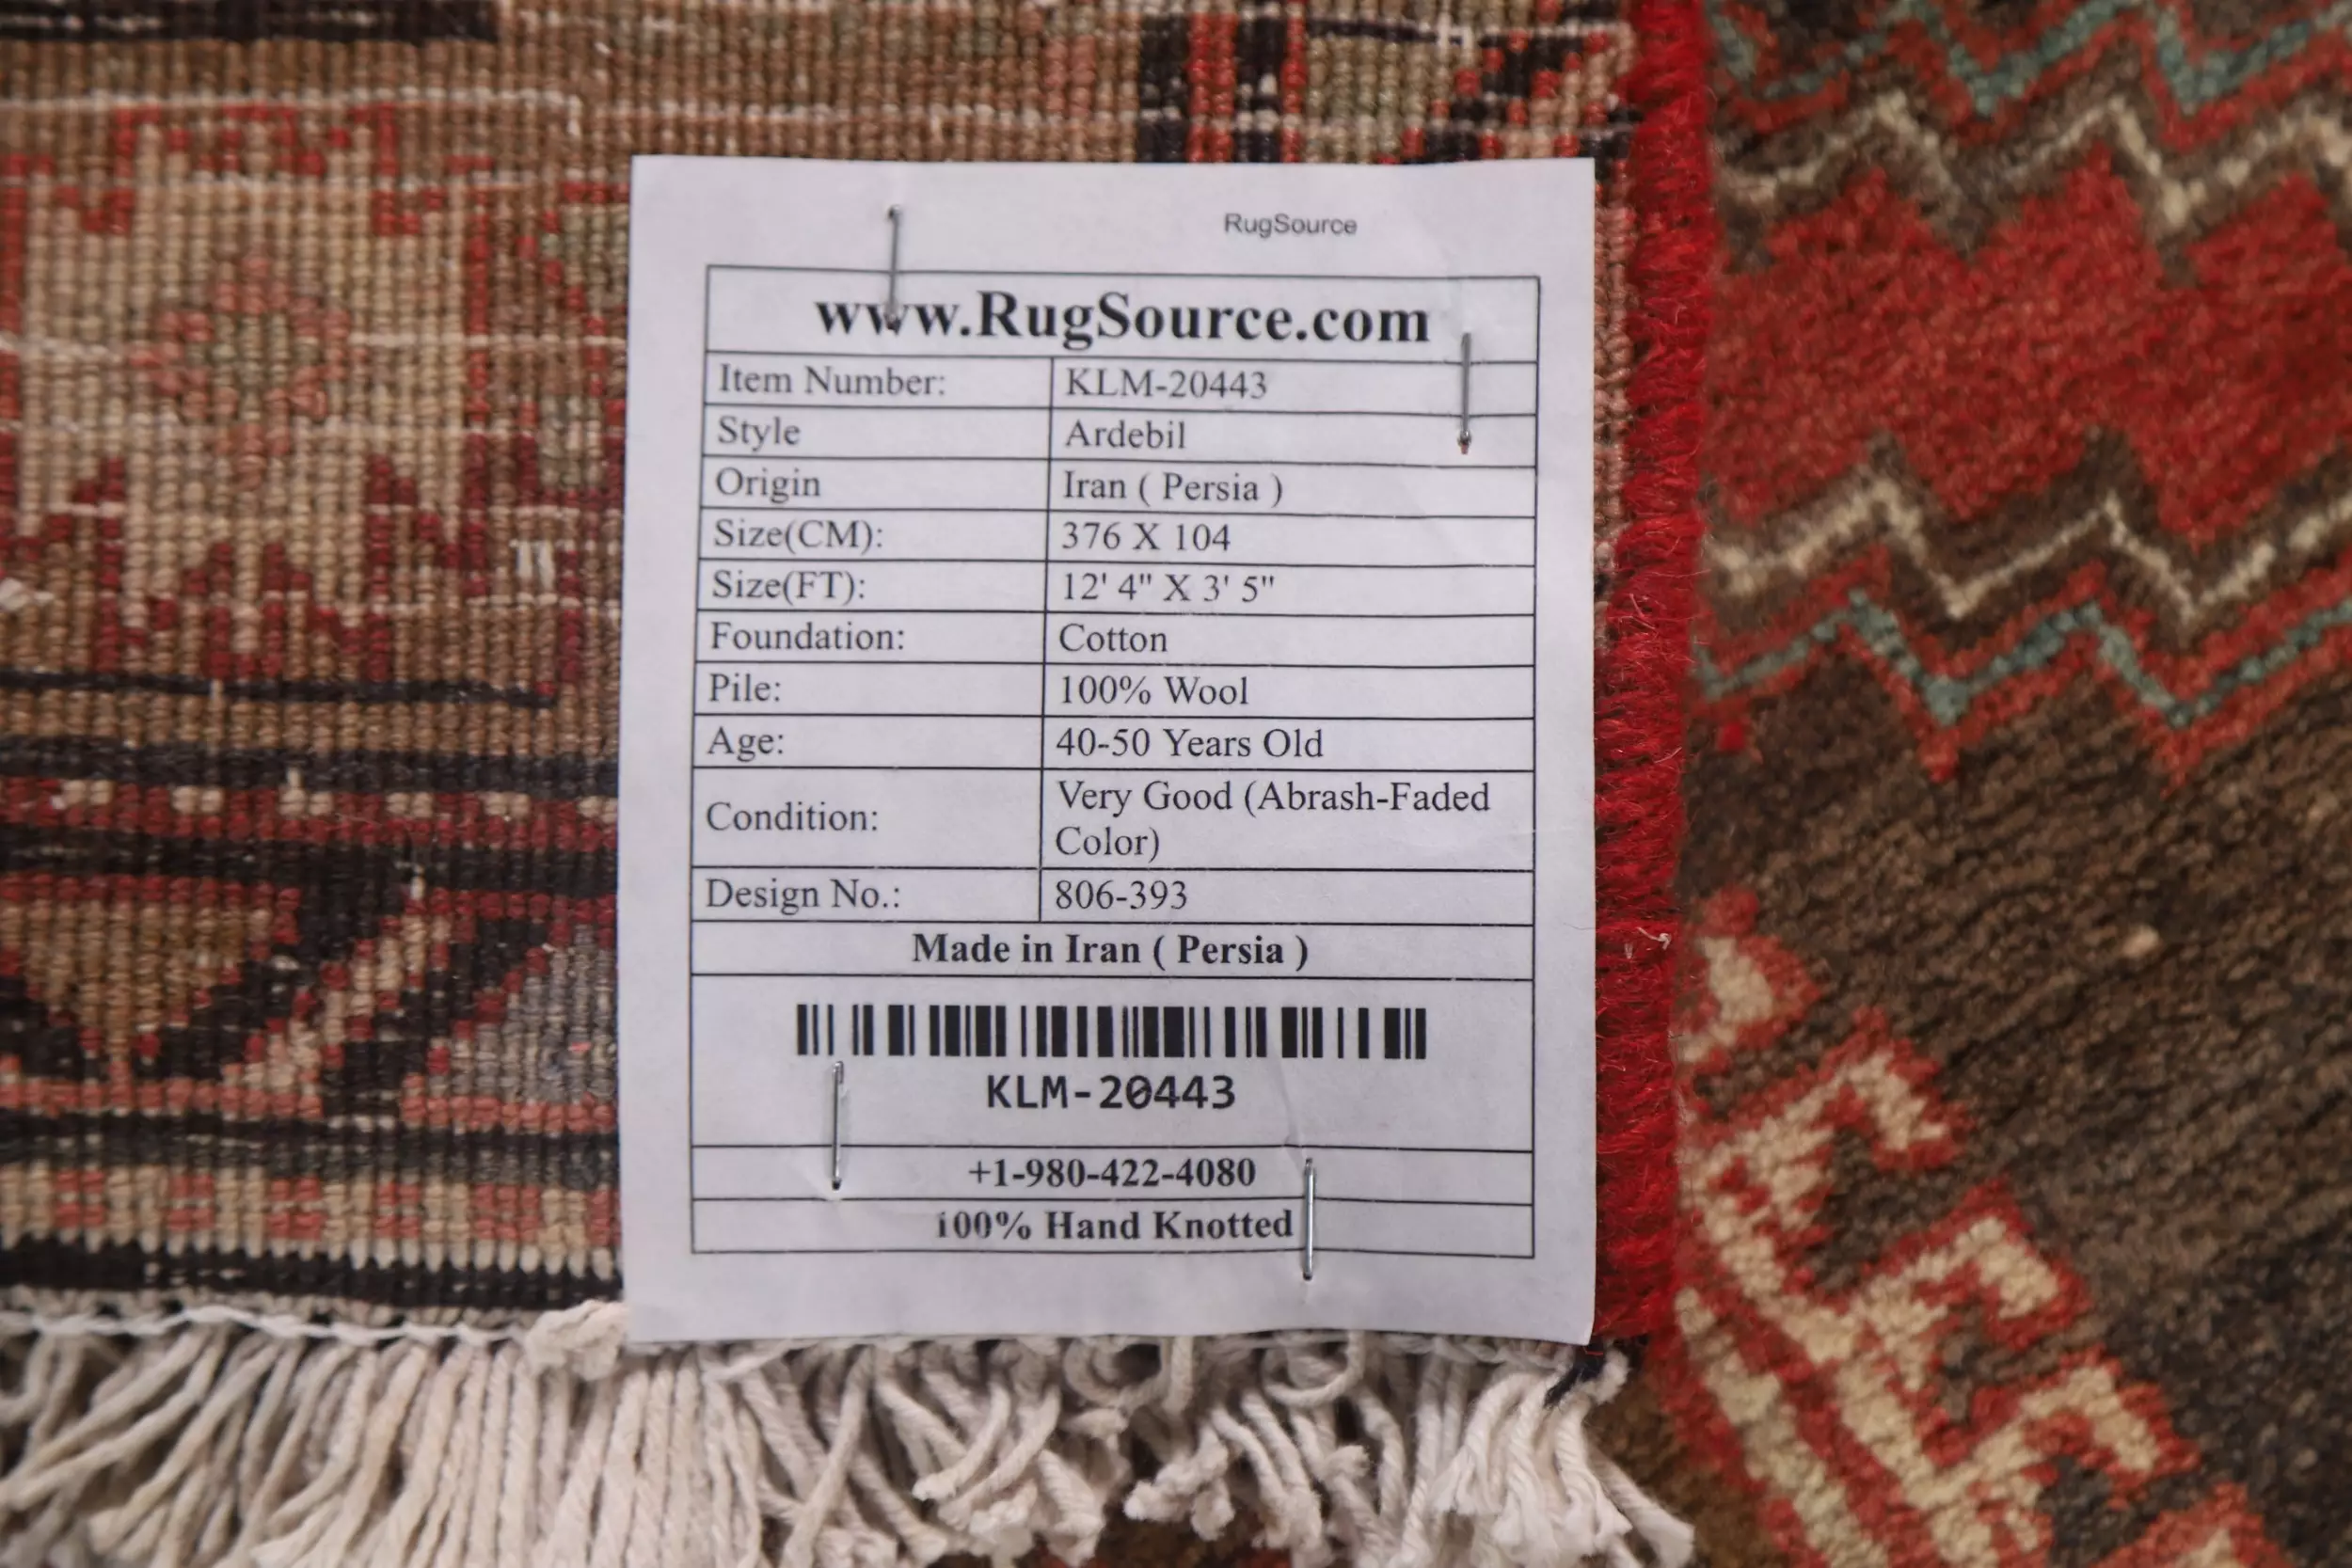 RugSource
www.RugSource.com
Item Number: KLM-20443
Style Ardebil
Origin Iran ( Persia )
Size(CM): 376 X 104
Size(FT): 12' 4" X 3' 5"
Foundation: Cotton
Pile: 100% Wool
Age: 40-50 Years Old
Condition: Very Good (Abrash-Faded
Color)
Design No.: 806-393
Made in Iran ( Persia )
KLM-20443
+1-980-422-4080
100% Hand Knotted